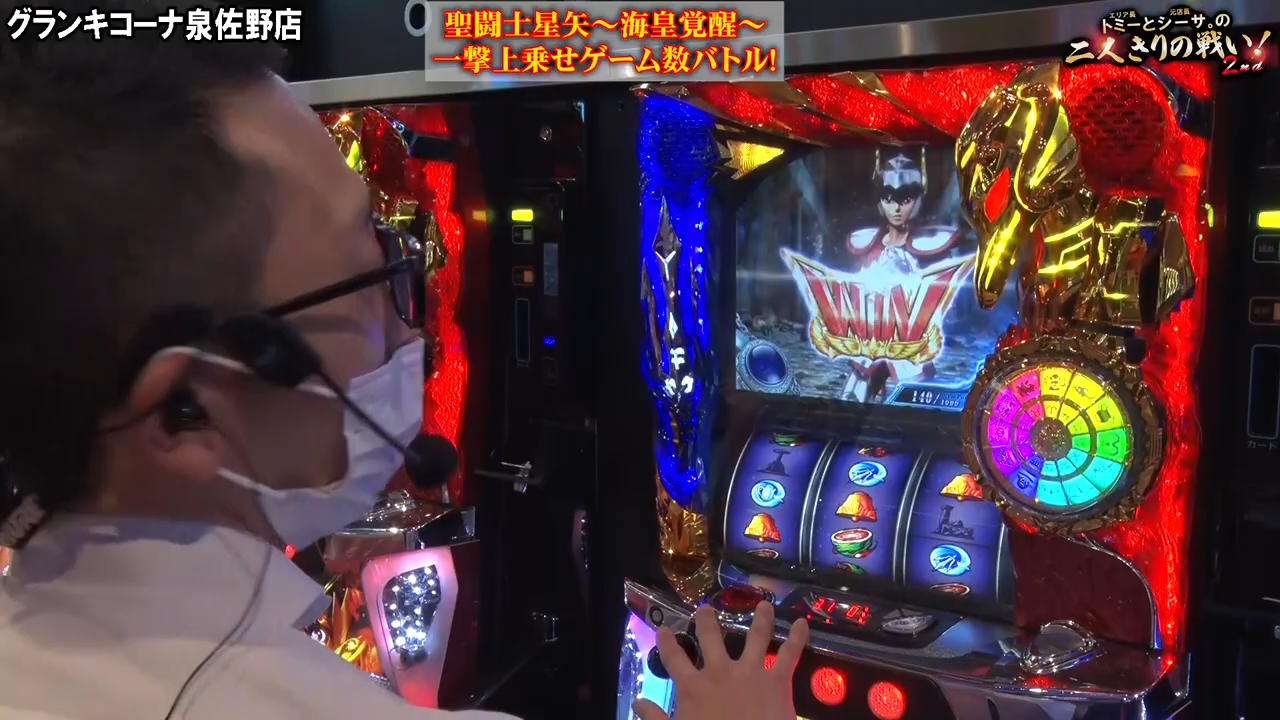 グランキコーナ泉佐野店
聖闘士星矢～海皇覚醒～
一撃上乗せゲーム数バトル!
エリア長 元店長
トミーとシーサ。の
二人きりの戦い!
2nd
WIN
140/1999